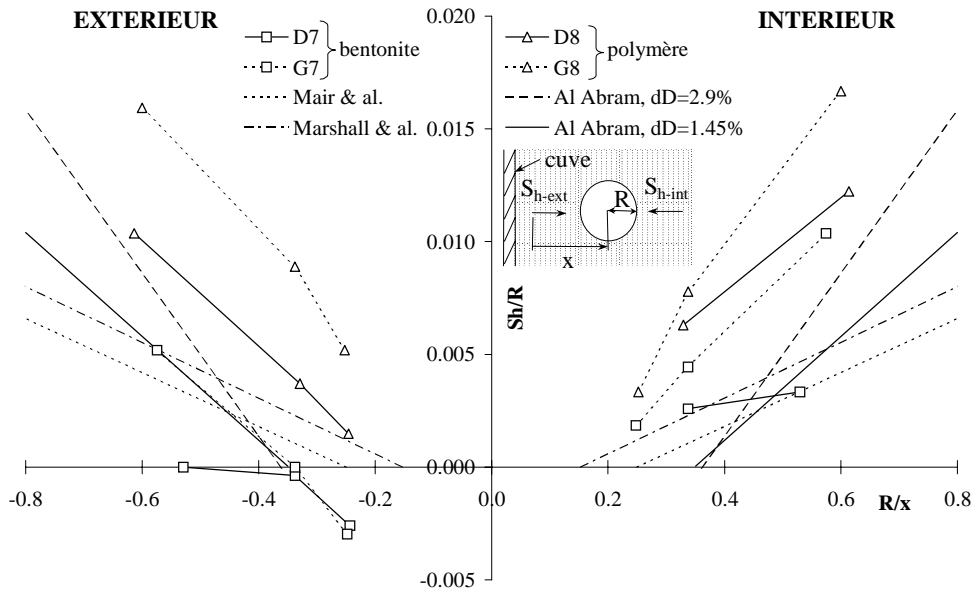 EXTERIEUR
INTERIEUR
D7
G7
bentonite
Mair & al.
Marshall & al.
D8
G8
polymère
Al Abram, dD=2.9%
Al Abram, dD=1.45%
cuve
Sh-ext
R
Sh-int
x
Sh/R
0.020
0.015
0.010
0.005
0.000
-0.005
-0.8
-0.6
-0.4
-0.2
0.0
0.2
0.4
0.6
0.8
R/x